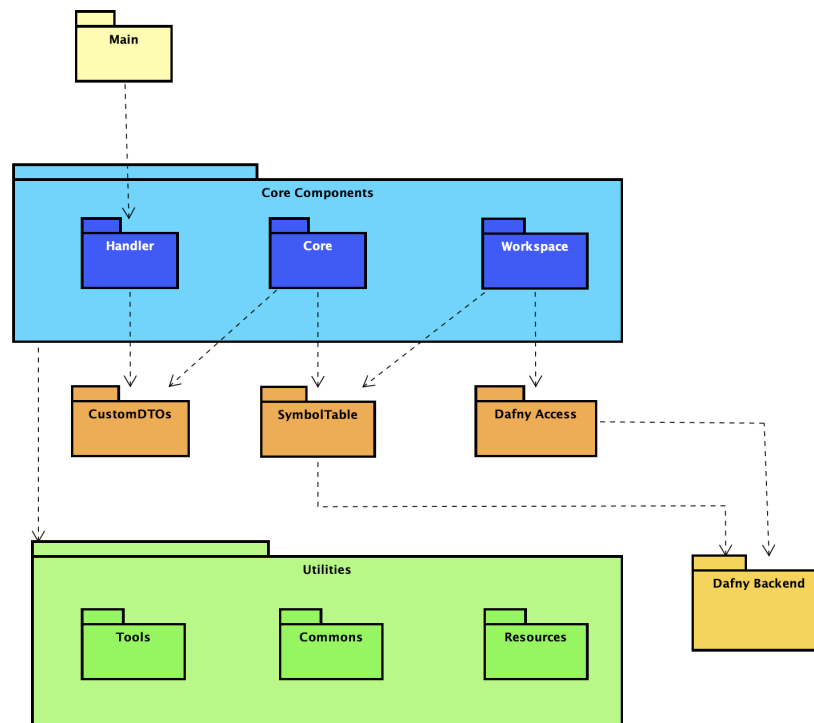 Main
Core Components
Handler
Core
Workspace
CustomDTOs
SymbolTable
Dafny Access
Utilities
Dafny Backend
Tools
Commons
Resources